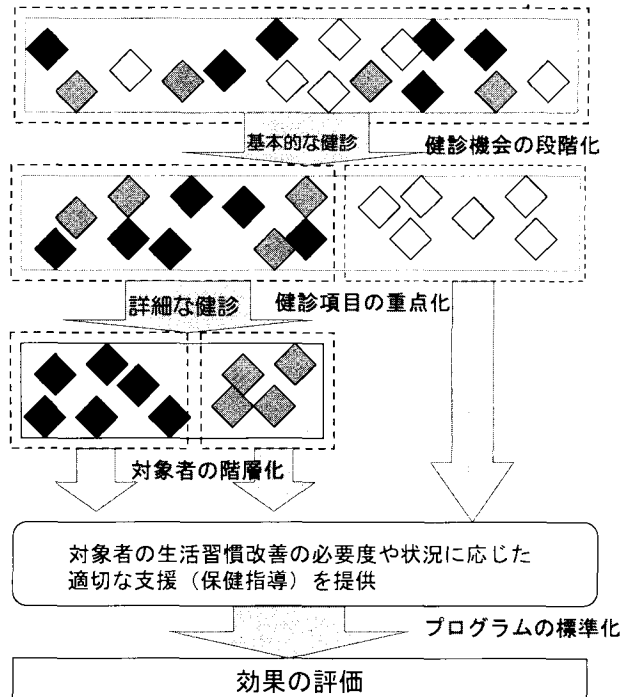 基本的な健診
健診機会の段階化
詳細な健診
健診項目の重点化
対象者の階層化
対象者の生活習慣改善の必要度や状況に応じた
適切な支援（保健指導）を提供
プログラムの標準化
効果の評価